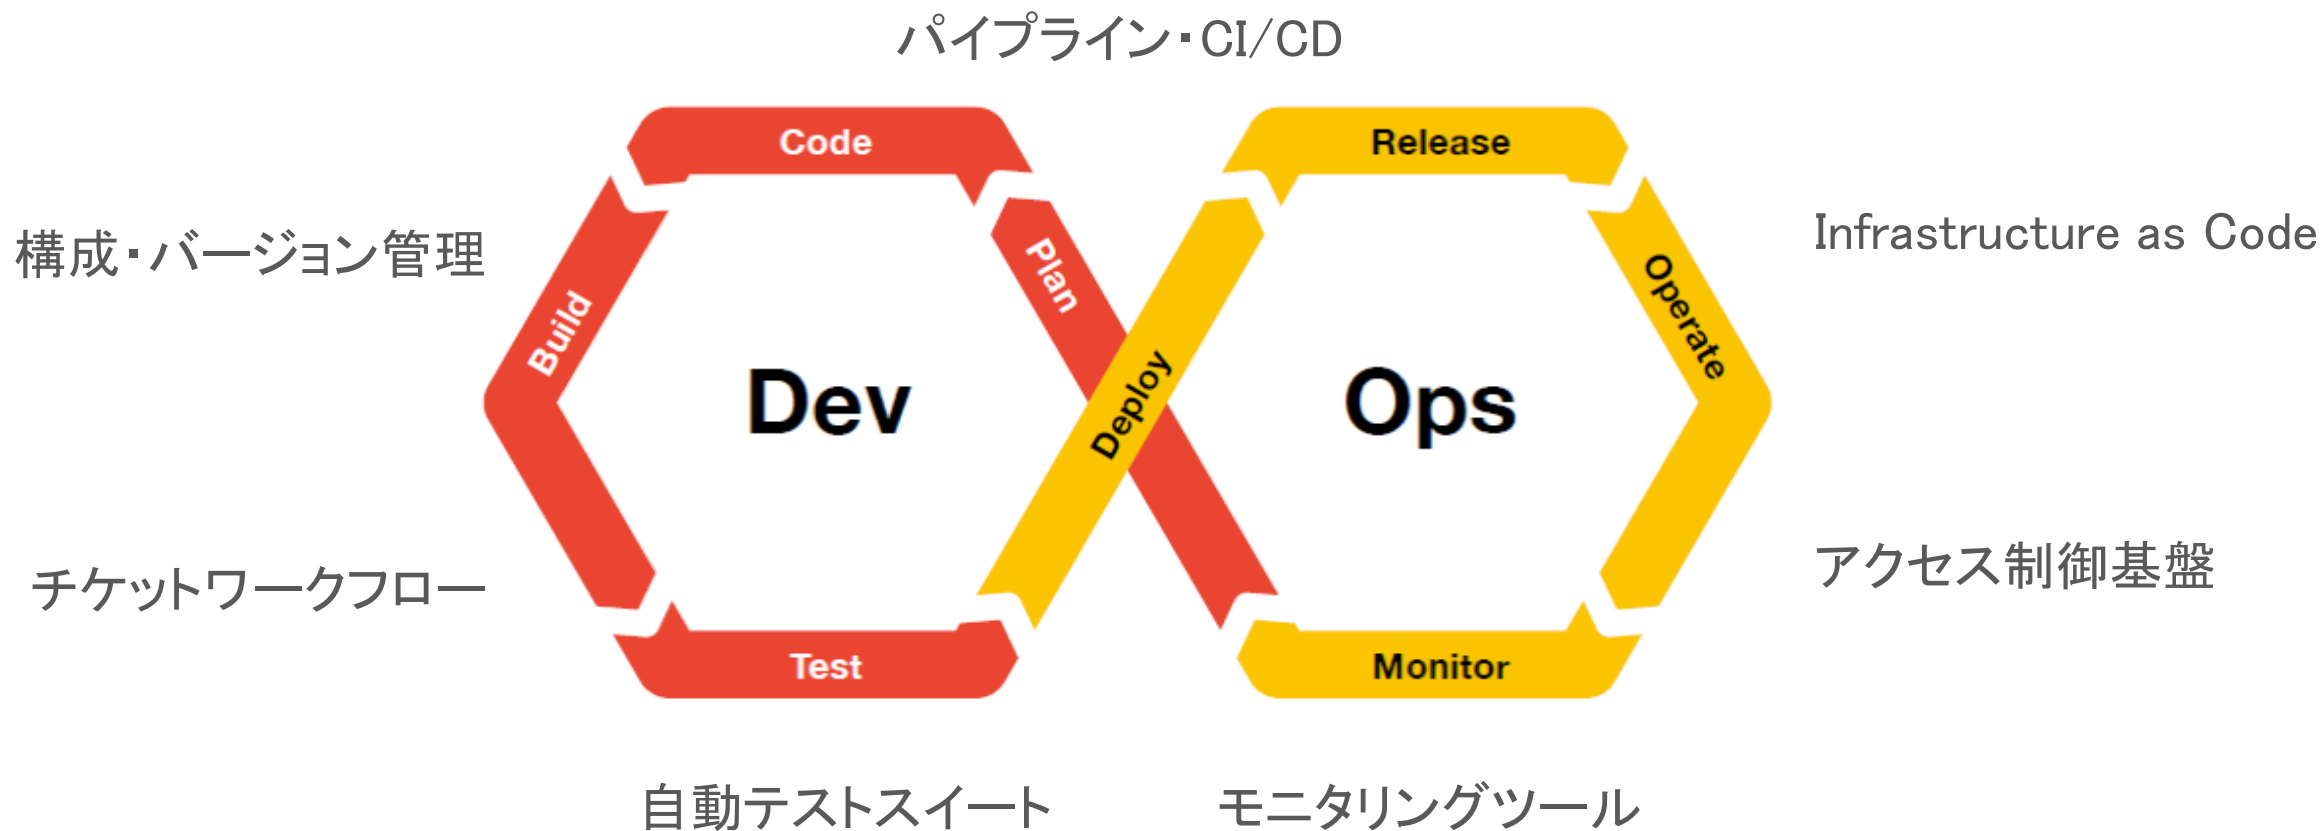 パイプライン・CI/CD
Code
Release
構成・バージョン管理
Infrastructure as Code
Plan
Operate
Build
Dev
Deploy
Ops
チケットワークフロー
アクセス制御基盤
Test
Monitor
自動テストスイート
モニタリングツール